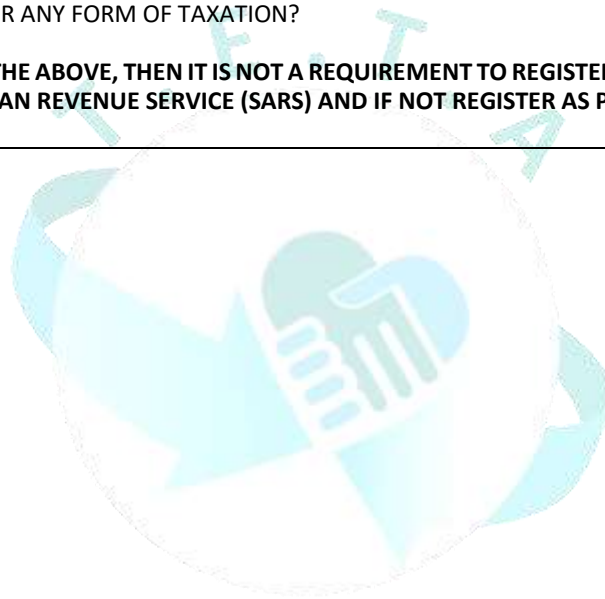 R ANY FORM OF TAXATION?
THE ABOVE, THEN IT IS NOT A REQUIREMENT TO REGISTE
AN REVENUE SERVICE (SARS) AND IF NOT REGISTER AS P
T.E.T.A